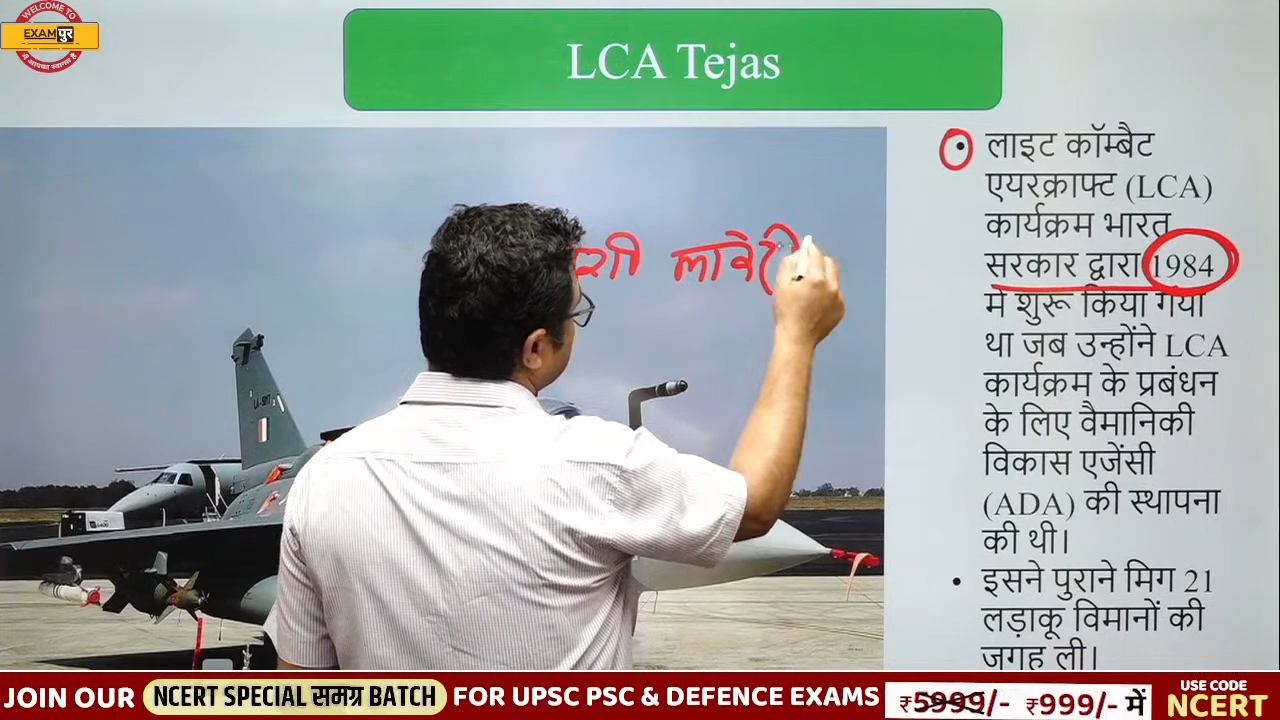 WELCOME TO
EXAMपुर
में आपका स्वागत है
LCA Tejas
• लाइट कॉम्बैट
एयरक्राफ्ट (LCA)
कार्यक्रम भारत
सरकार द्वारा 1984
में शुरू किया गया
था जब उन्होंने LCA
कार्यक्रम के प्रबंधन
के लिए वैमानिकी
विकास एजेंसी
(ADA) की स्थापना
की थी।
• इसने पुराने मिग 21
लड़ाकू विमानों की
जगह ली।
JOIN OUR NCERT SPECIAL समग्र BATCH FOR UPSC PSC & DEFENCE EXAMS ₹5999/- ₹999/- में
USE CODE
NCERT